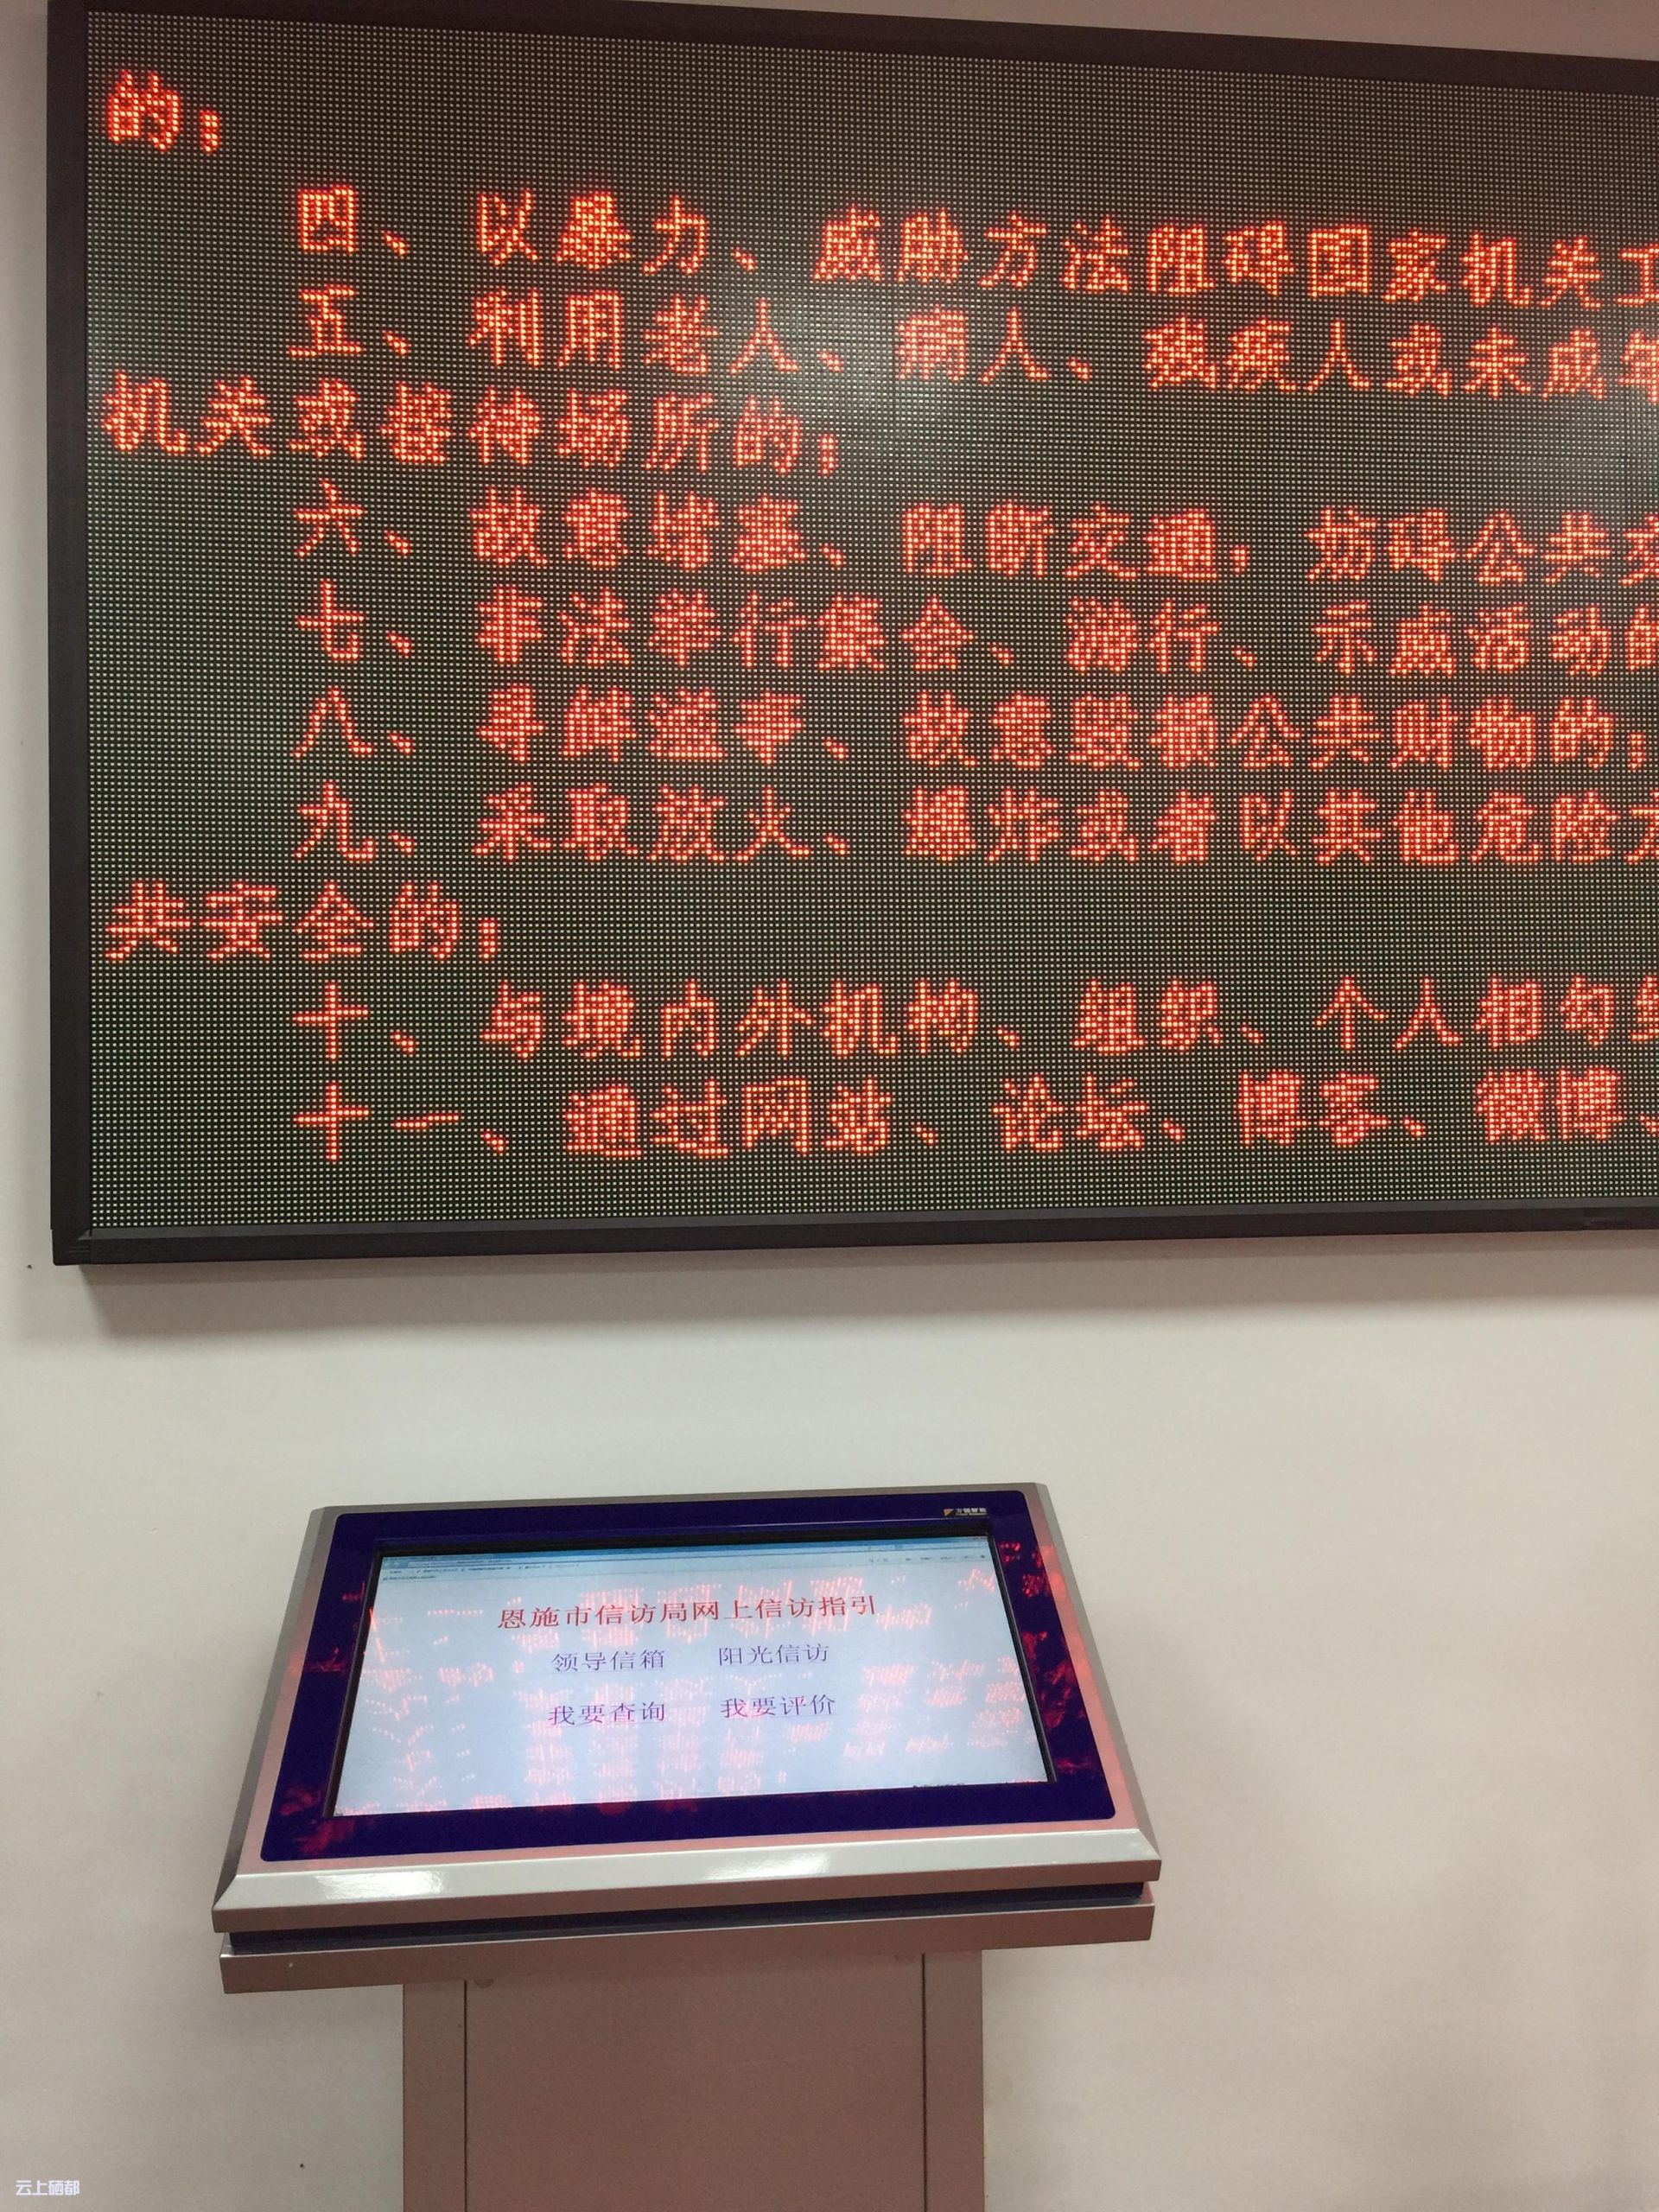 的；
四、以暴力、威胁方法阻碍国家机关工
五、利用老人、病人、残疾人或未成年
机关或接待场所的；
六、故意堵塞、阻断交通，妨碍公共交
七、非法举行集会、游行、示威活动的
八、寻衅滋事、故意毁损公共财物的；
九、采取放火、爆炸或者以其他危险方
共安全的；
十、与境内外机构、组织、个人相勾
十一、通过网站、论坛、博客、微博、
恩施市信访局网上信访指引
领导信箱 阳光信访
我要查询 我要评价
云上硒都